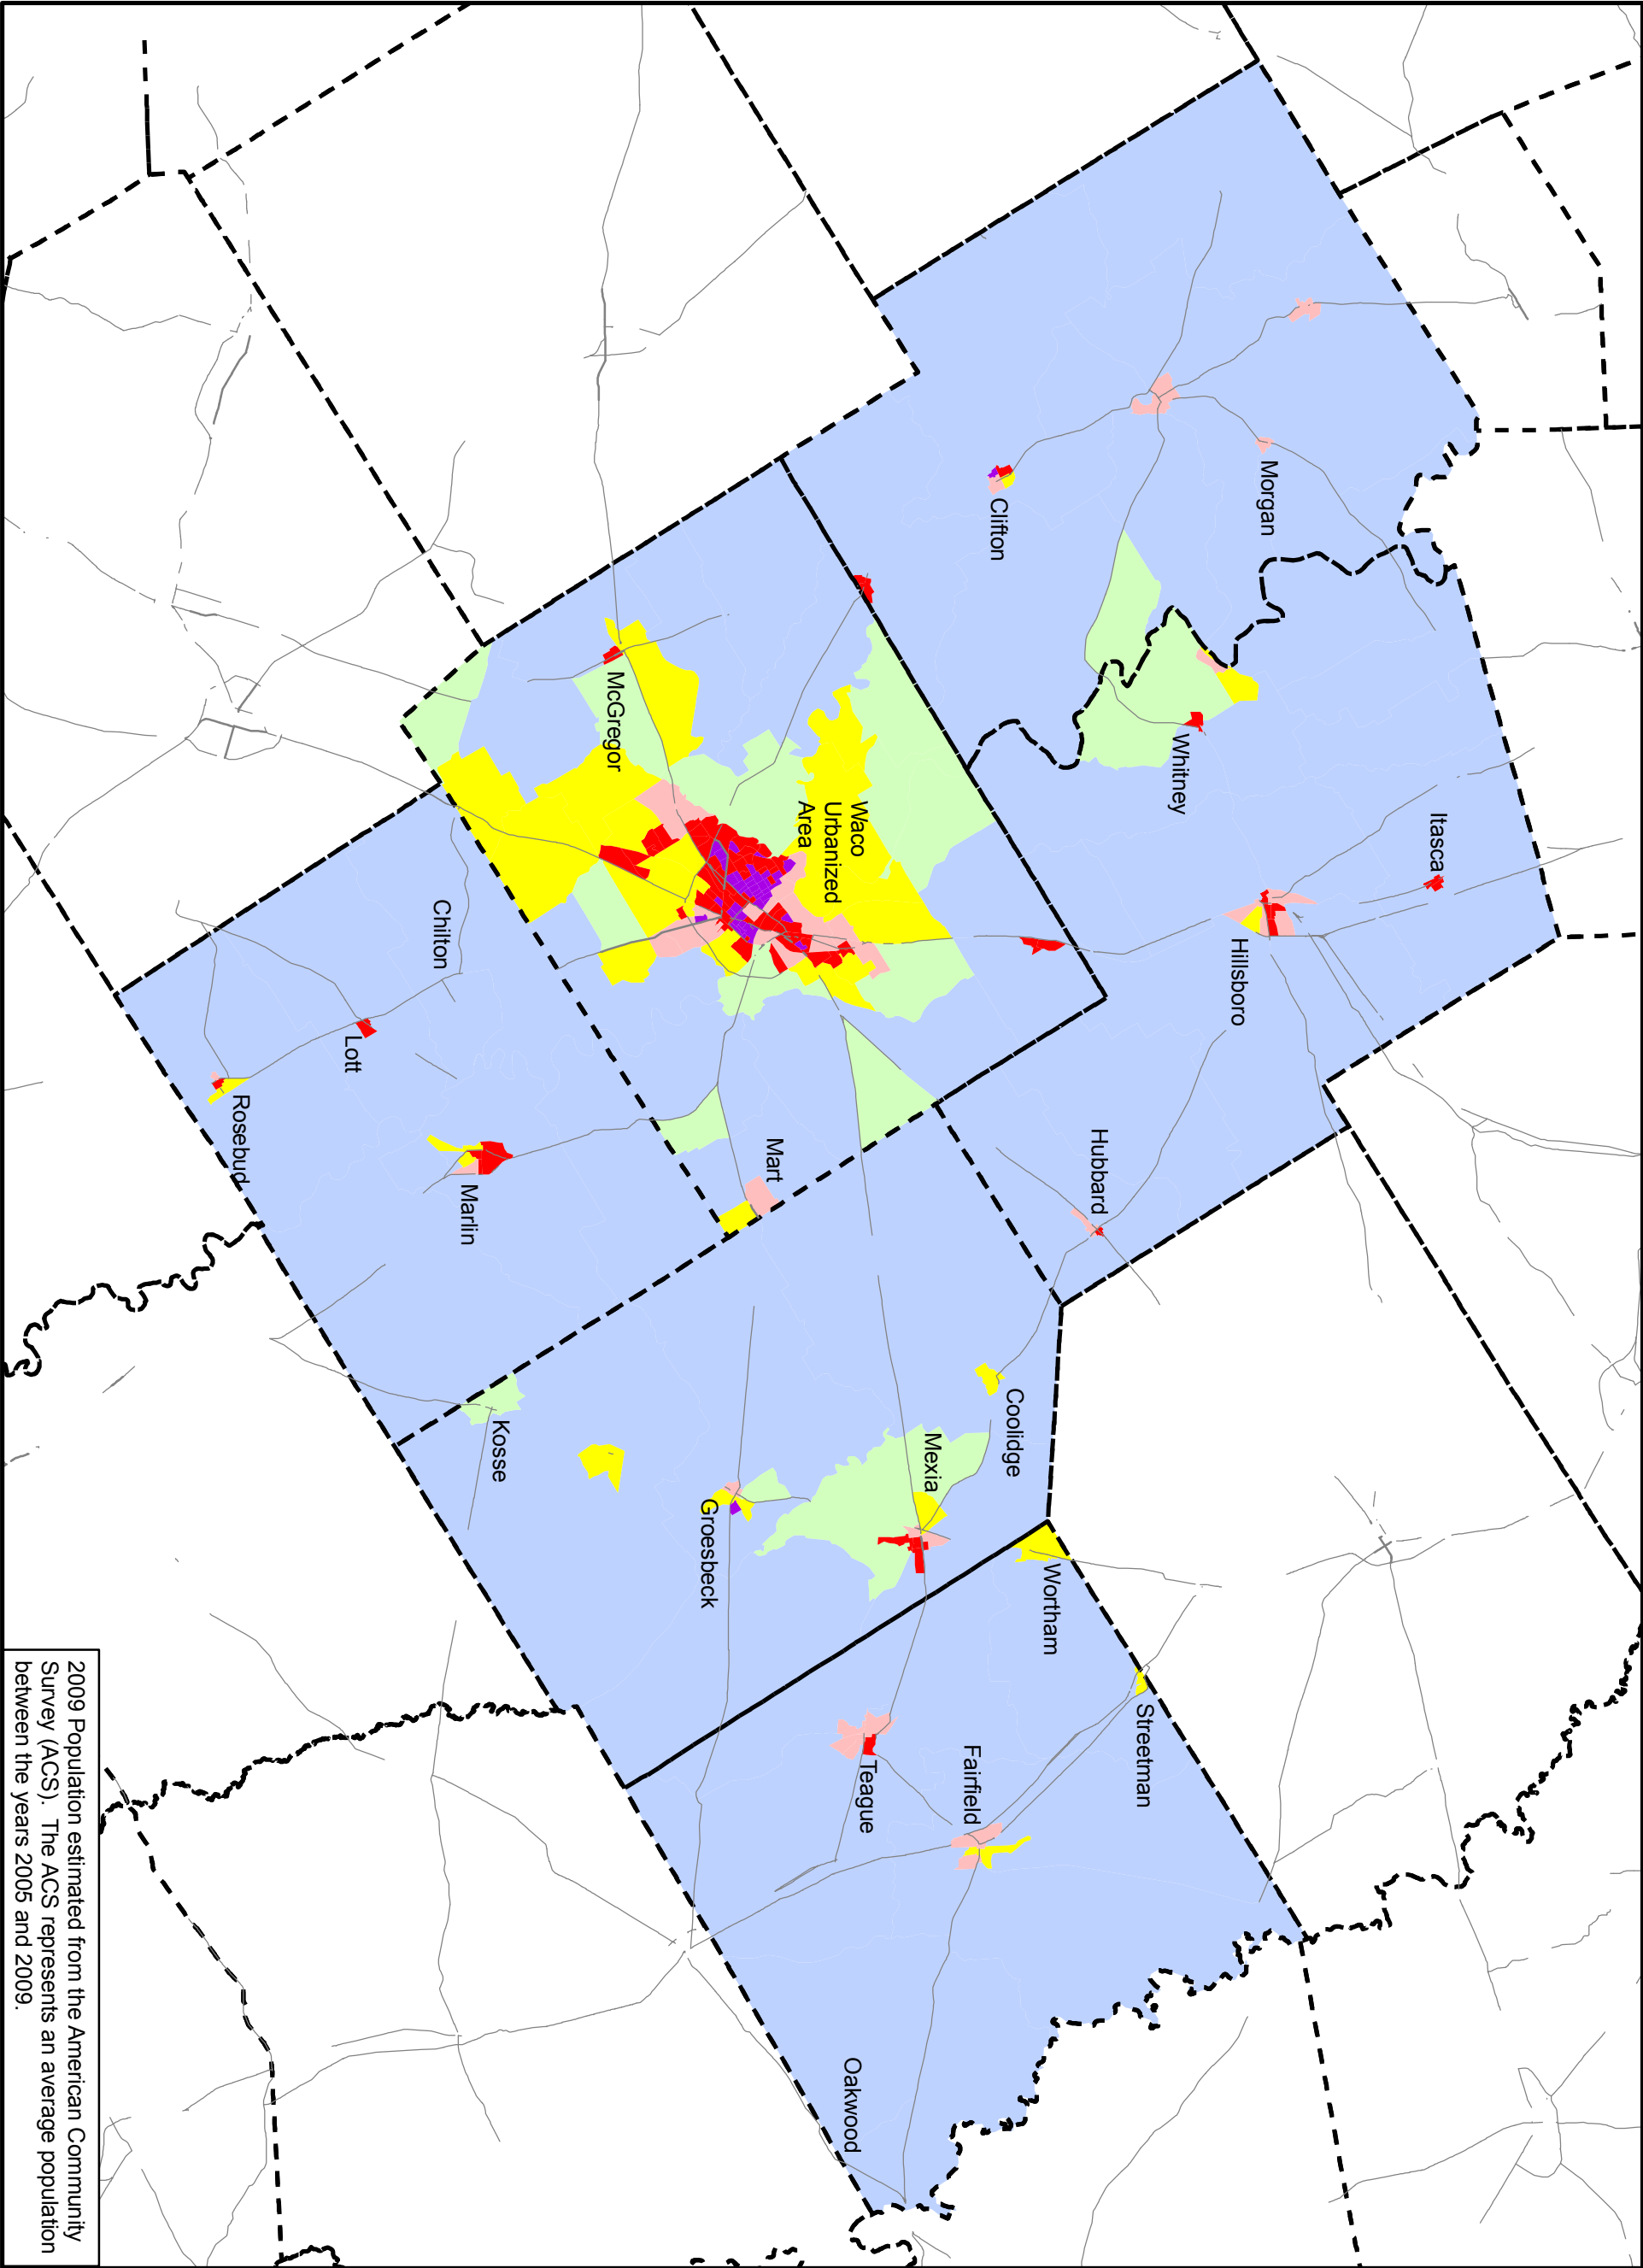 Itasca
Hillsboro
Whitney
Morgan
Clifton
Hubbard
Streetman
Wortham
Coolidge
Mexia
Fairfield
Teague
Oakwood
Waco
Urbanized
Area
Mart
Groesbeck
McGregor
Kosse
Marlin
Chilton
Lott
Rosebud
2009 Population estimated from the American Community
Survey (ACS). The ACS represents an average population
between the years 2005 and 2009.